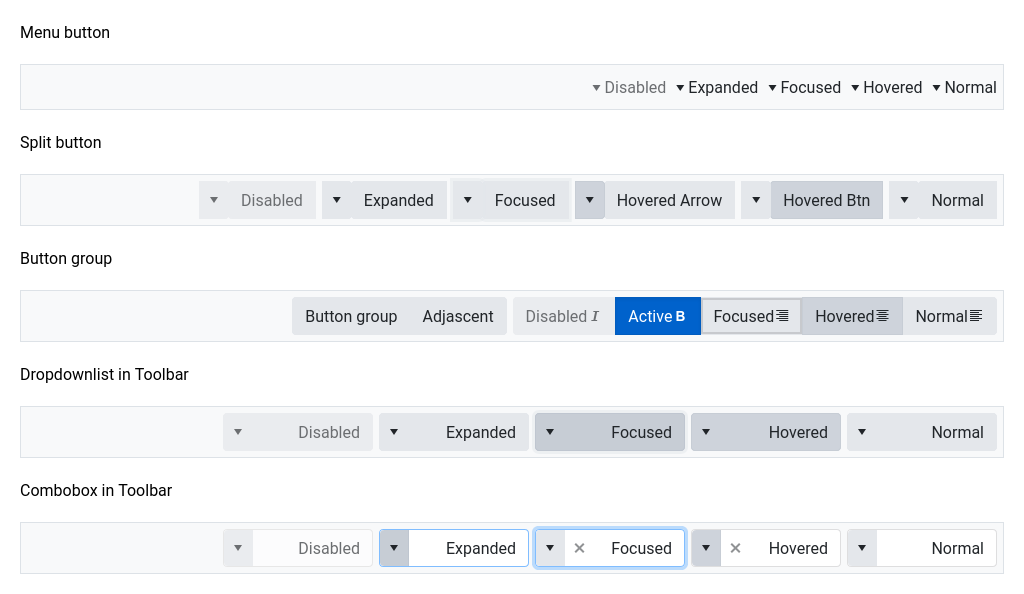 Menu button
Disabled Expanded Focused Hovered Normal
Split button
Disabled Expanded Focused Hovered Arrow Hovered Btn Normal
Button group
Button group Adjascent Disabled I Active B Focused Hovered Normal
Dropdownlist in Toolbar
Disabled Expanded Focused Hovered Normal
Combobox in Toolbar
Disabled Expanded Focused Hovered Normal